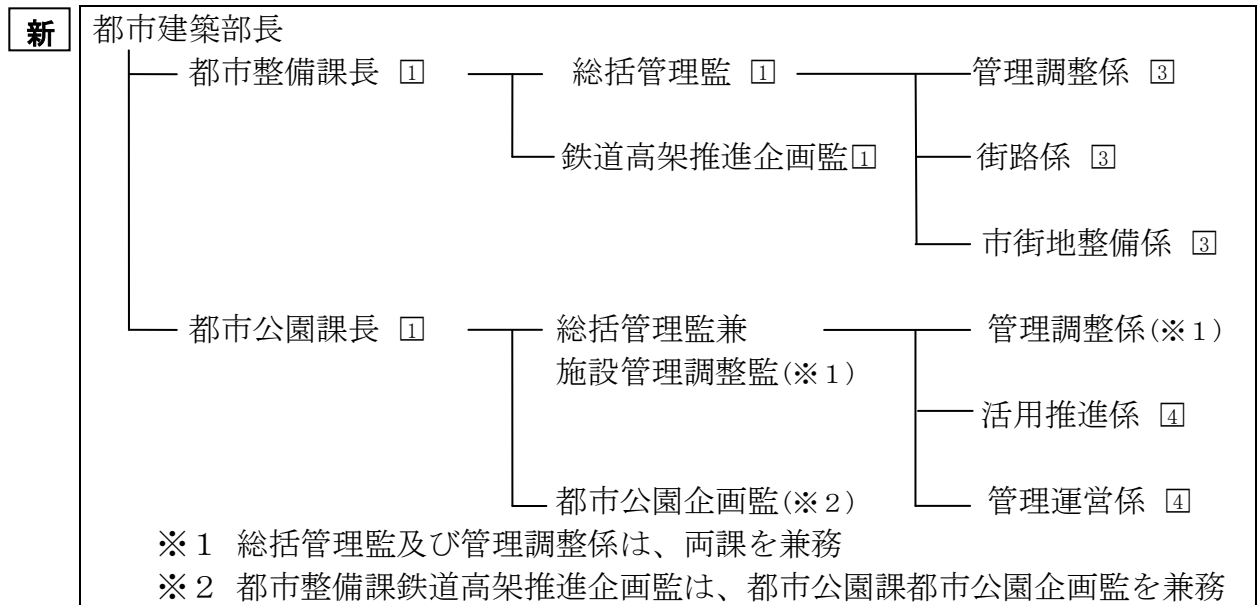 新
都市建築部長
都市整備課長 1 総括管理監 1 管理調整係 3
鉄道高架推進企画監1 街路係 3
市街地整備係 3
都市公園課長 1 総括管理監兼 管理調整係(※1)
施設管理調整監(※1)
活用推進係 4
都市公園企画監(※2) 管理運営係 4
※1 総括管理監及び管理調整係は、両課を兼務
※2 都市整備課鉄道高架推進企画監は、都市公園課都市公園企画監を兼務